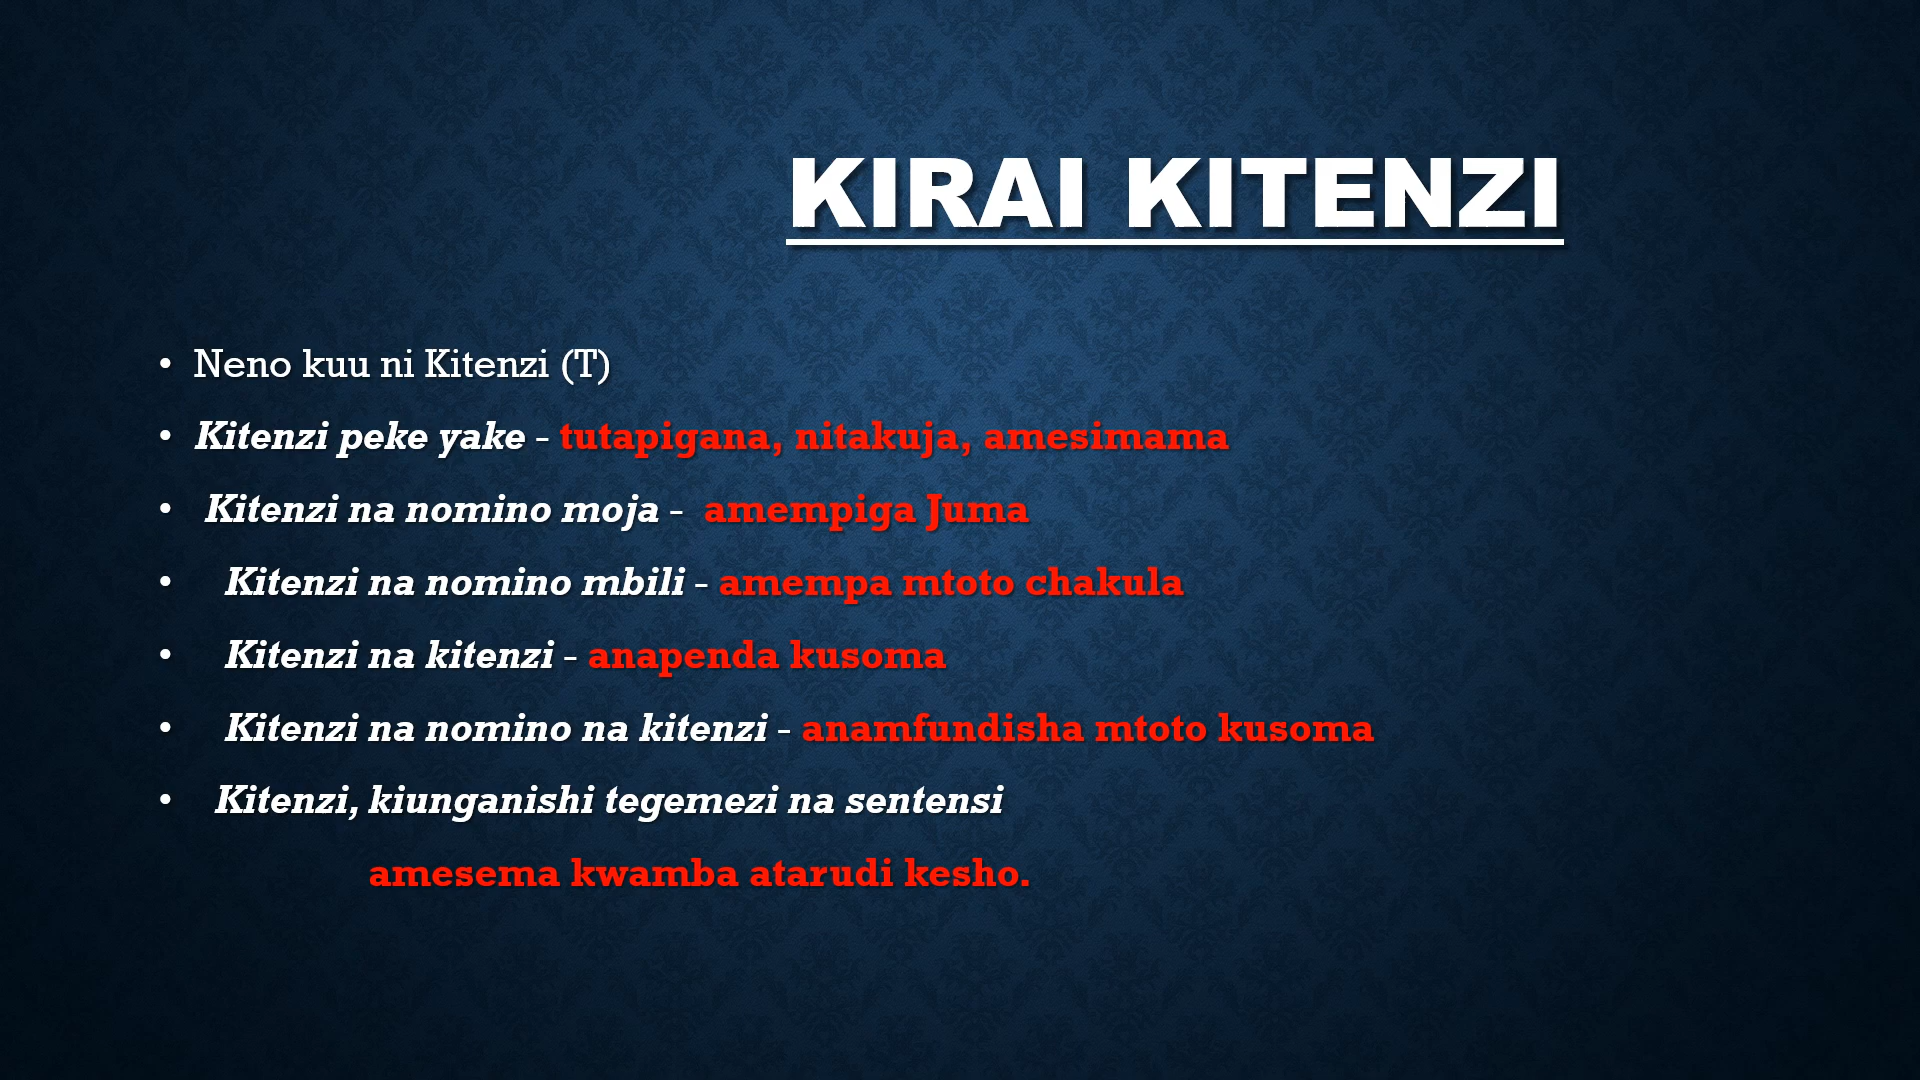 KIRAI KITENZI
• Neno kuu ni Kitenzi (T)
• Kitenzi peke yake - tutapigana, nitakuja, amesimama
• Kitenzi na nomino moja - amempiga Juma
• Kitenzi na nomino mbili - amempa mtoto chakula
• Kitenzi na kitenzi - anapenda kusoma
• Kitenzi na nomino na kitenzi - anamfundisha mtoto kusoma
• Kitenzi, kiunganishi tegemezi na sentensi
amesema kwamba atarudi kesho.